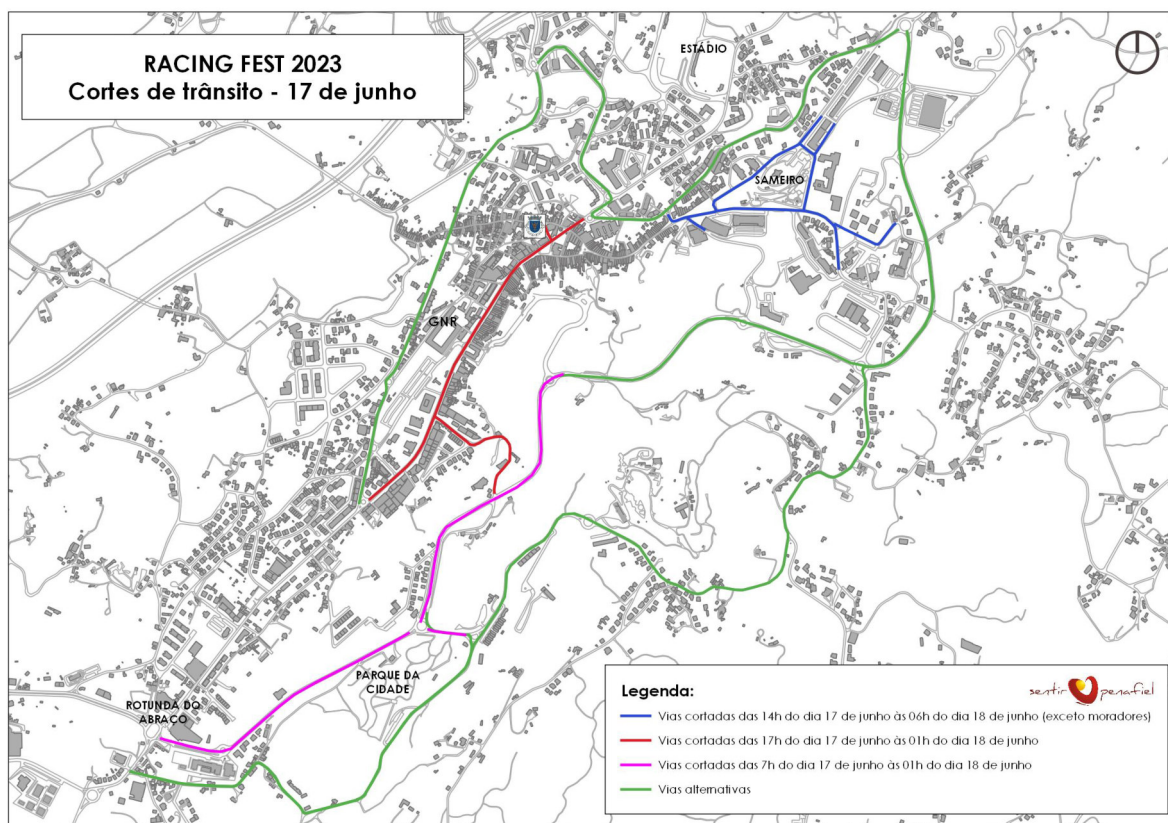 RACING FEST 2023
Cortes de trânsito - 17 de junho
ESTÁDIO
SAMEIRO
GNR
PARQUE DA
CIDADE
ROTUNDA DO
ABRAÇO
Legenda:
sentir penafiel
Vias cortadas das 14h do dia 17 de junho às 06h do dia 18 de junho (exceto moradores)
Vias cortadas das 17h do dia 17 de junho às 01h do dia 18 de junho
Vias cortadas das 7h do dia 17 de junho às 01h do dia 18 de junho
Vias alternativas